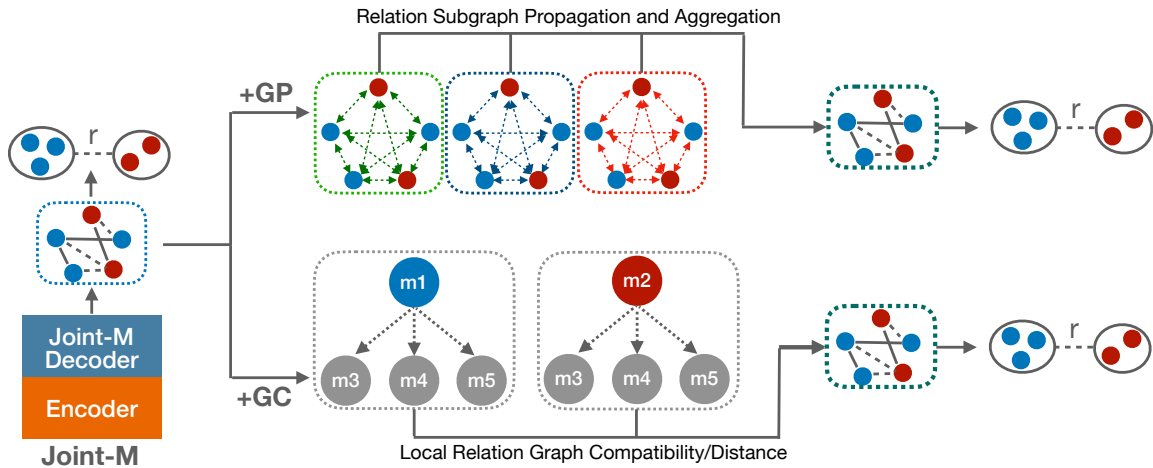 Relation Subgraph Propagation and Aggregation
+GP
r
r
m1
m2
m3
m4
m5
m3
m4
m5
r
+GC
Joint-M
Decoder
Encoder
Joint-M
Local Relation Graph Compatibility/Distance